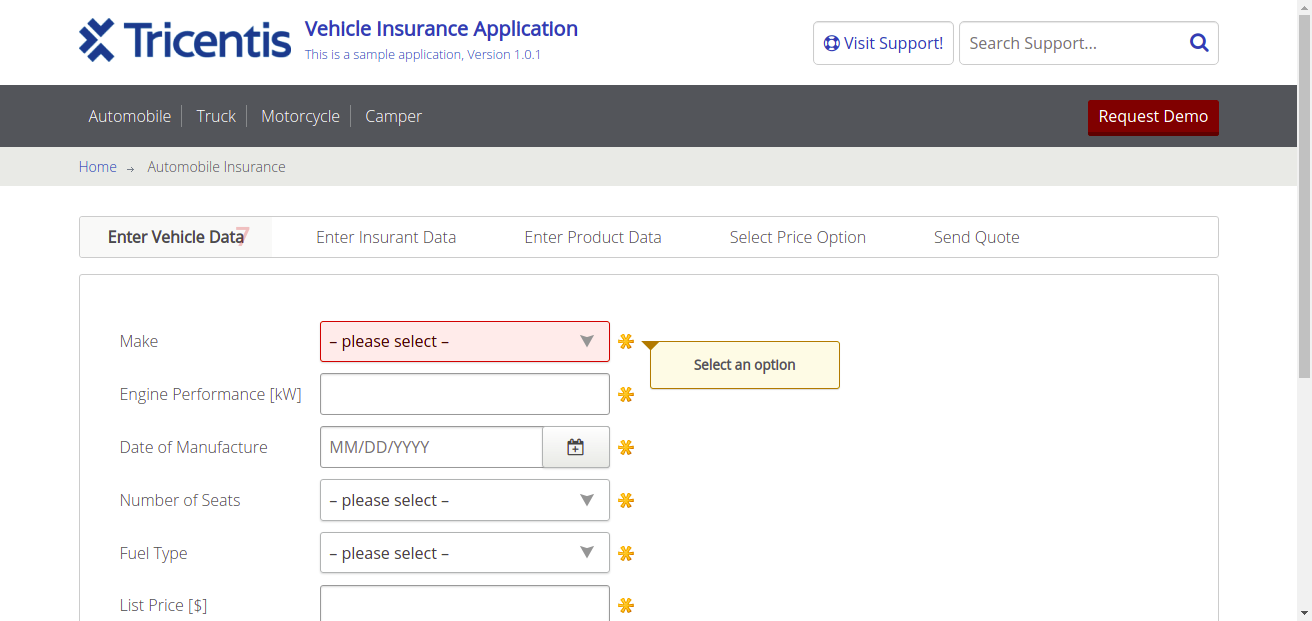 Tricentis
Vehicle Insurance Application
This is a sample application, Version 1.0.1
Visit Support!
Search Support...
Automobile
Truck
Motorcycle
Camper
Request Demo
Home → Automobile Insurance
Enter Vehicle Data 7
Enter Insurant Data
Enter Product Data
Select Price Option
Send Quote
Make
– please select –
Select an option
Engine Performance [kW]
Date of Manufacture
MM/DD/YYYY
Number of Seats
– please select –
Fuel Type
– please select –
List Price [$]